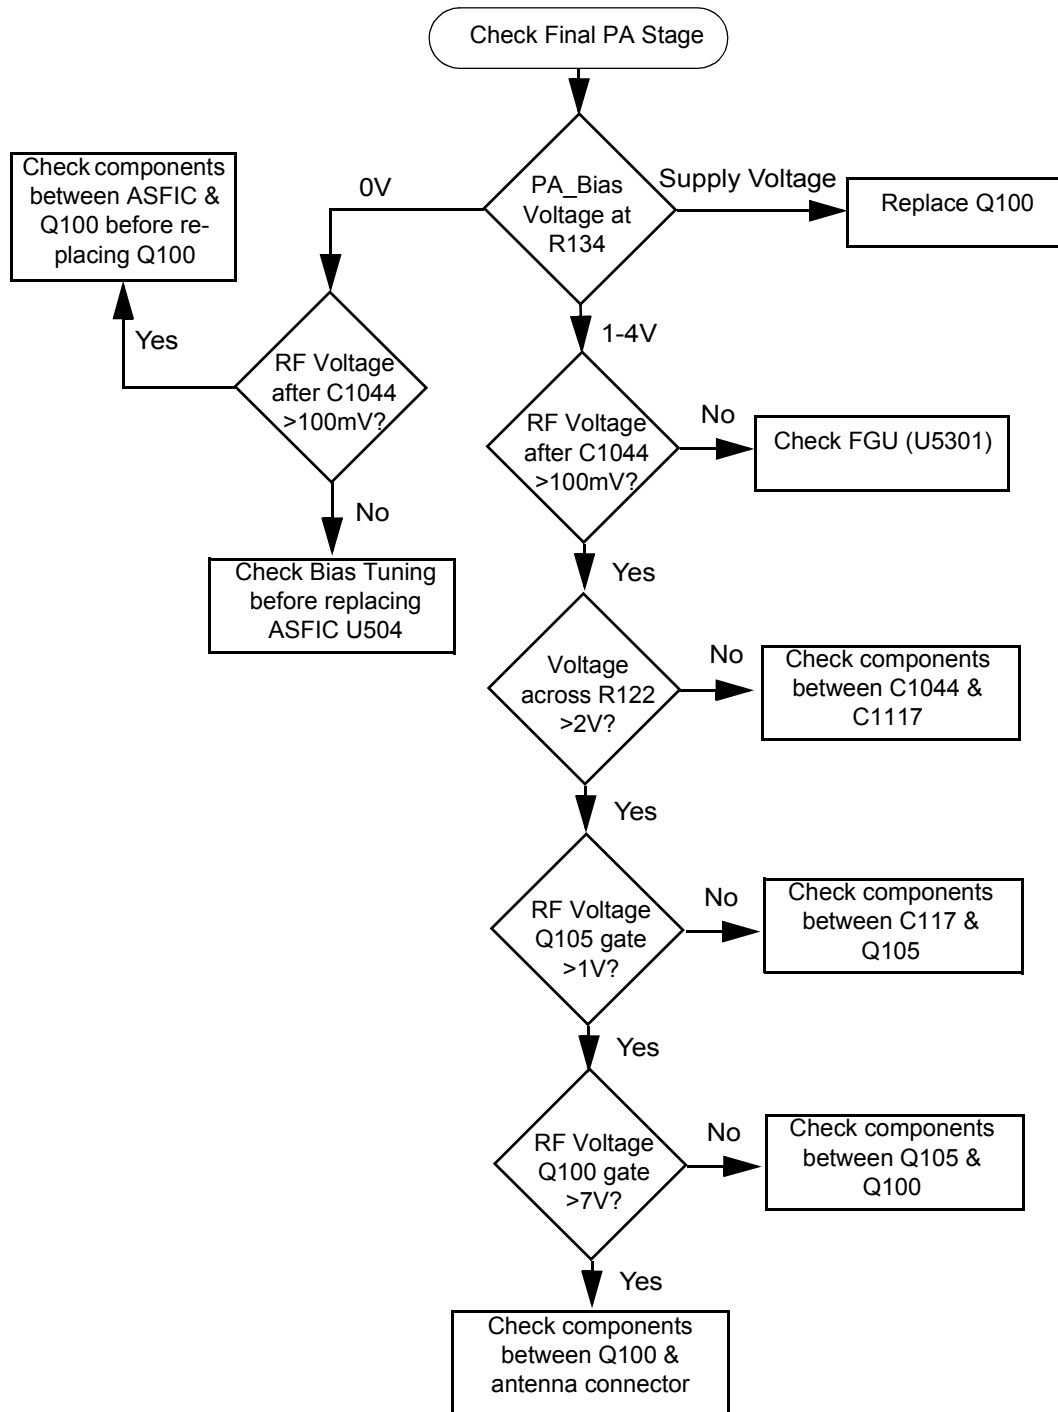 Check Final PA Stage
PA_Bias
Voltage at
R134
0V
Supply Voltage
Replace Q100
Check components
between ASFIC &
Q100 before re-
placing Q100
Yes
RF Voltage
after C1044
>100mV?
No
Check Bias Tuning
before replacing
ASFIC U504
1-4V
RF Voltage
after C1044
>100mV?
No
Check FGU (U5301)
Yes
Voltage
across R122
>2V?
No
Check components
between C1044 &
C1117
Yes
RF Voltage
Q105 gate
>1V?
No
Check components
between C117 &
Q105
Yes
RF Voltage
Q100 gate
>7V?
No
Check components
between Q105 &
Q100
Yes
Check components
between Q100 &
antenna connector